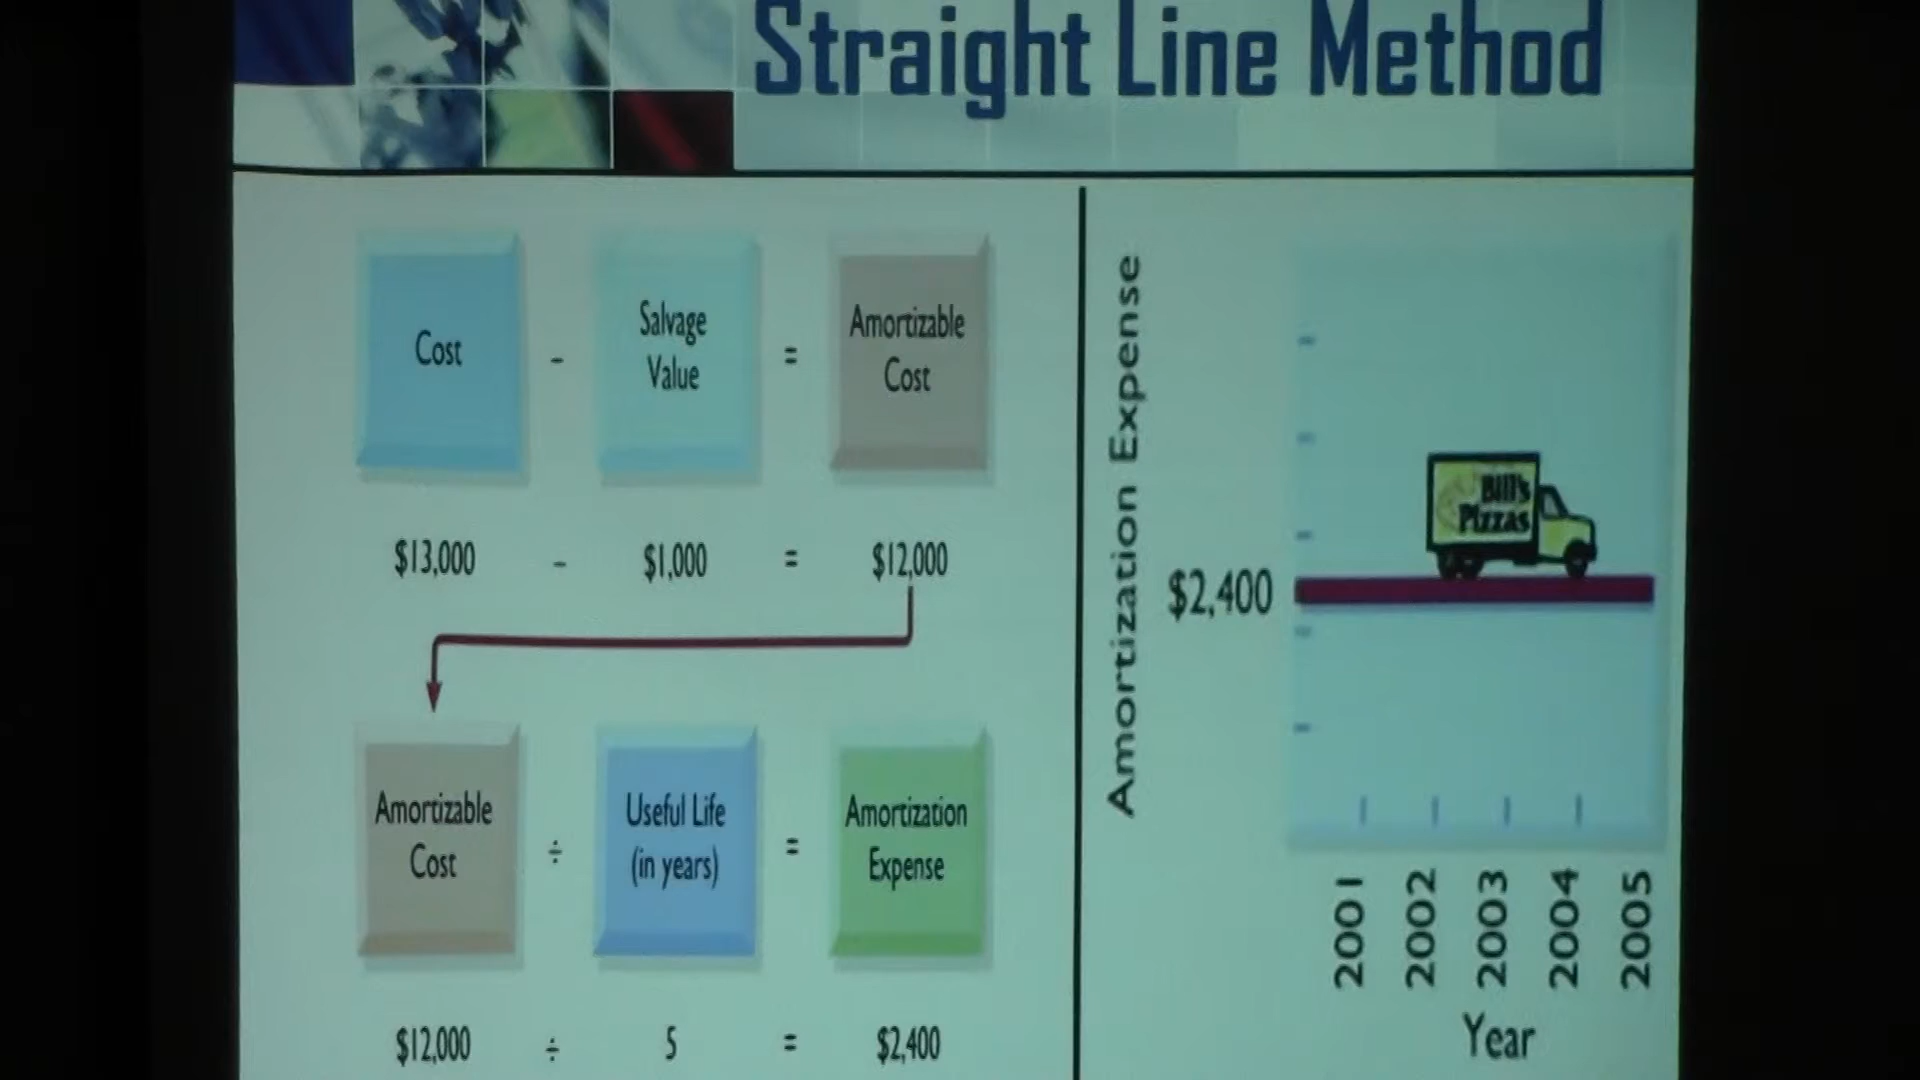 Straight Line Method
Cost
-
Salvage
Value
=
Amortizable
Cost
$13,000 - $1,000 = $12,000
Amortizable
Cost
÷
Useful Life
(in years)
=
Amortization
Expense
$12,000 ÷ 5 = $2,400
Amortization Expense
$2,400
Bill's
Pizzas
2001 2002 2003 2004 2005
Year